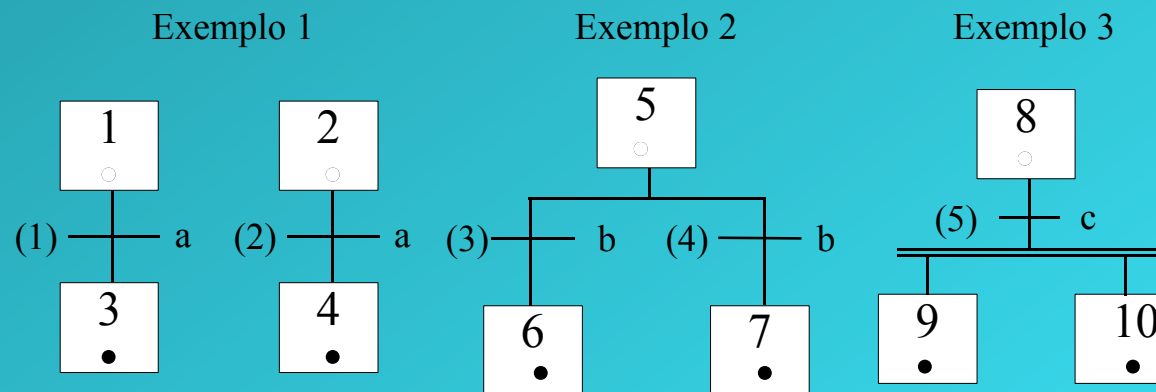 Exemplo 1 Exemplo 2 Exemplo 3
1 2 5 8
(1) a (2) a (3) b (4) b (5) c
3 4 6 7 9 10